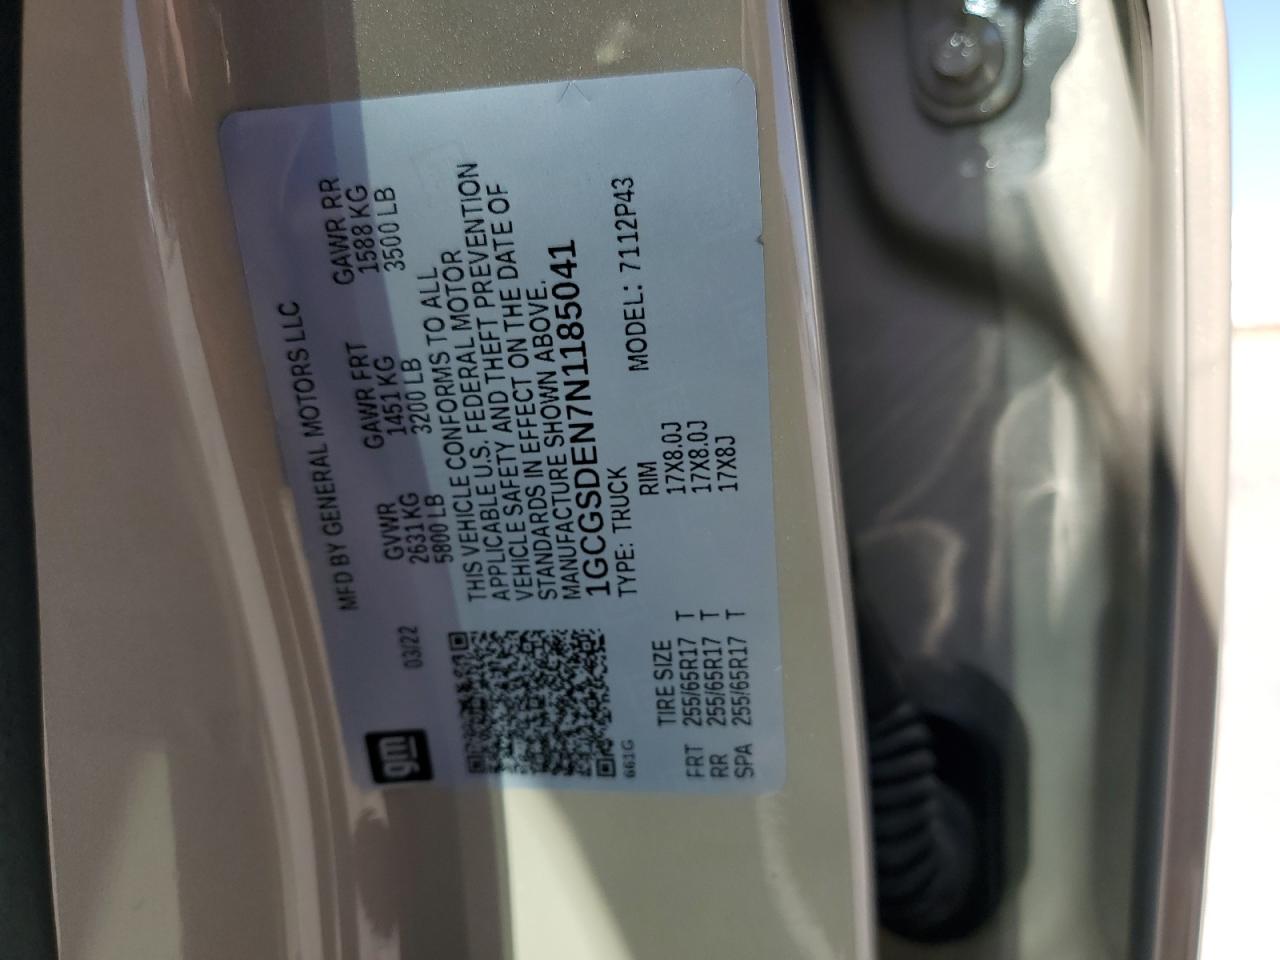 gm
03/22
MFD BY GENERAL MOTORS LLC
GVWR GAWR FRT GAWR RR
2631 KG 1451 KG 1588 KG
5800 LB 3200 LB 3500 LB
THIS VEHICLE CONFORMS TO ALL
APPLICABLE U.S. FEDERAL MOTOR
VEHICLE SAFETY AND THEFT PREVENTION
STANDARDS IN EFFECT ON THE DATE OF
MANUFACTURE SHOWN ABOVE.
1GCGSDEN7N1185041
661G
TYPE: TRUCK MODEL: 7112P43
TIRE SIZE RIM
FRT 255/65R17 T 17X8.0J
RR 255/65R17 T 17X8.0J
SPA 255/65R17 T 17X8J